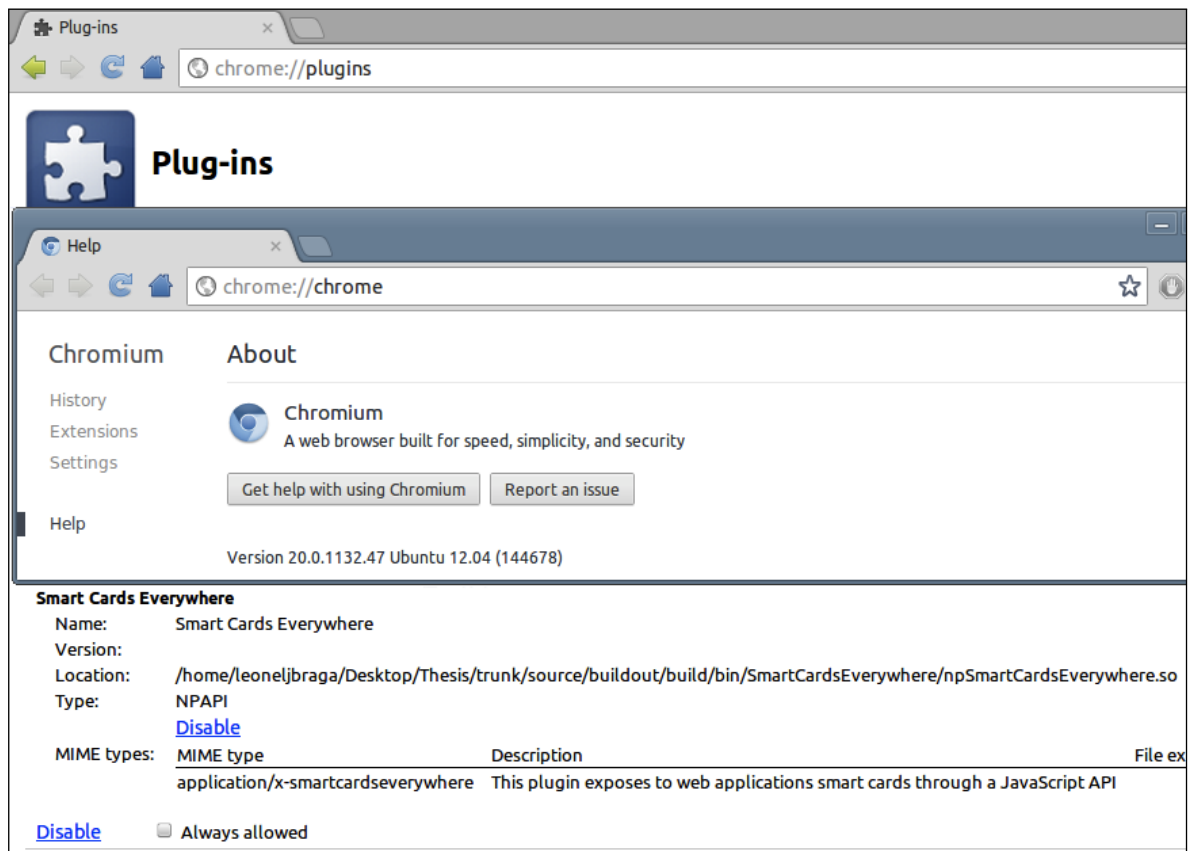 Plug-ins
chrome://plugins
Plug-ins
Help
chrome://chrome
Chromium
About
History
Extensions
Settings
Help
Chromium
A web browser built for speed, simplicity, and security
Get help with using Chromium Report an issue
Version 20.0.1132.47 Ubuntu 12.04 (144678)
Smart Cards Everywhere
Name: Smart Cards Everywhere
Version:
Location: /home/leoneljbraga/Desktop/Thesis/trunk/source/buildout/build/bin/SmartCardsEverywhere/npSmartCardsEverywhere.so
Type: NPAPI
Disable
MIME types: MIME type Description File ex
application/x-smartcardseverywhere This plugin exposes to web applications smart cards through a JavaScript API
Disable Always allowed